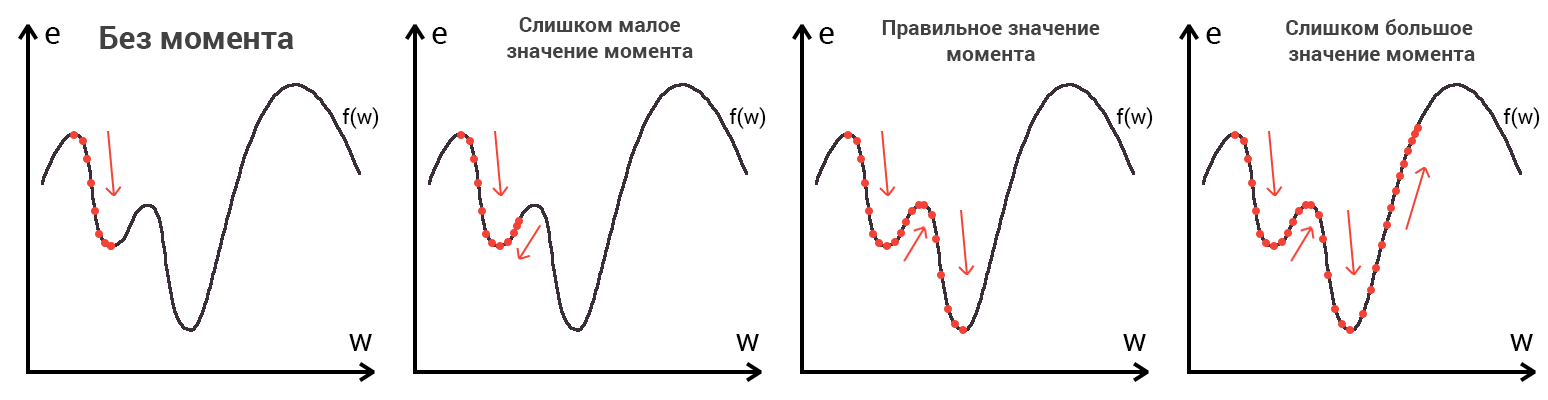 e
Без момента
f(w)
W
e
Слишком малое
значение момента
f(w)
W
e
Правильное значение
момента
f(w)
W
e
Слишком большое
значение момента
f(w)
W